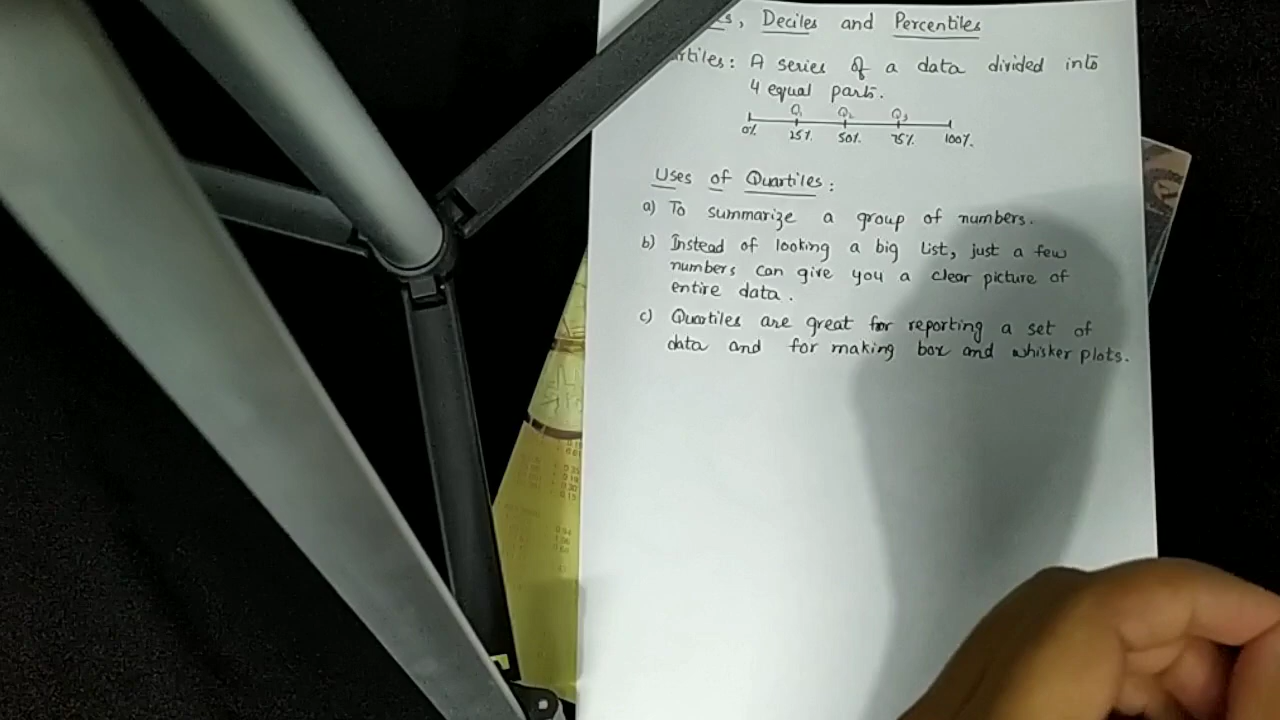 , Deciles and Percentiles
: A series of a data divided into
4 equal parts.
Q1 Q2 Q3
0% 25% 50% 75% 100%
Uses of Quartiles:
a) To summarize a group of numbers.
b) Instead of looking a big list, just a few
numbers can give you a clear picture of
entire data.
c) Quartiles are great for reporting a set of
data and for making box and whisker plots.